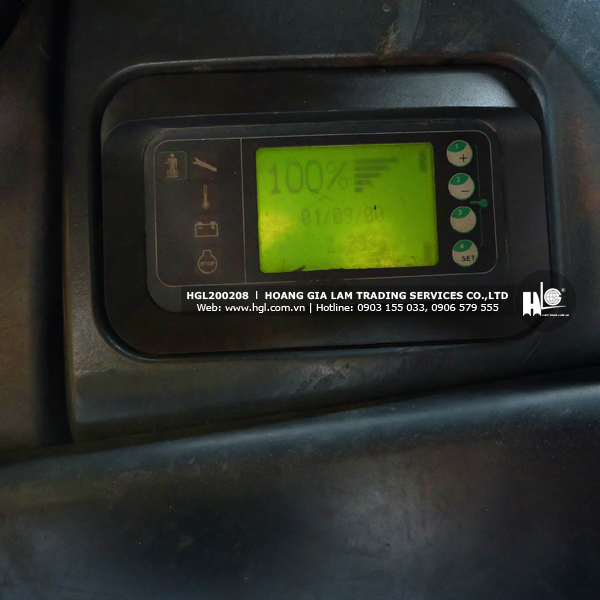 100%
01/09/00
1
+
2
−
3
4
SET
STOP
HGL200208 | HOANG GIA LAM TRADING SERVICES CO.,LTD
Web: www.hgl.com.vn | Hotline: 0903 155 033, 0906 579 555